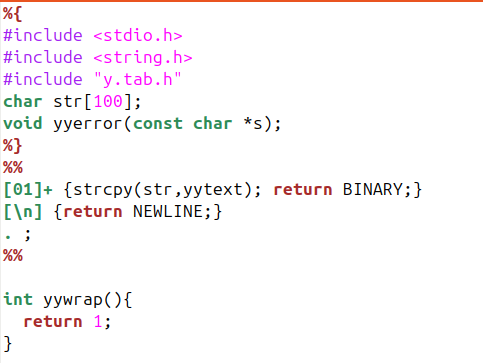 %{
#include <stdio.h>
#include <string.h>
#include "y.tab.h"
char str[100];
void yyerror(const char *s);
%}
%%
[01]+ {strcpy(str,yytext); return BINARY;}
[\n] {return NEWLINE;}
. ;
%%

int yywrap(){
  return 1;
}